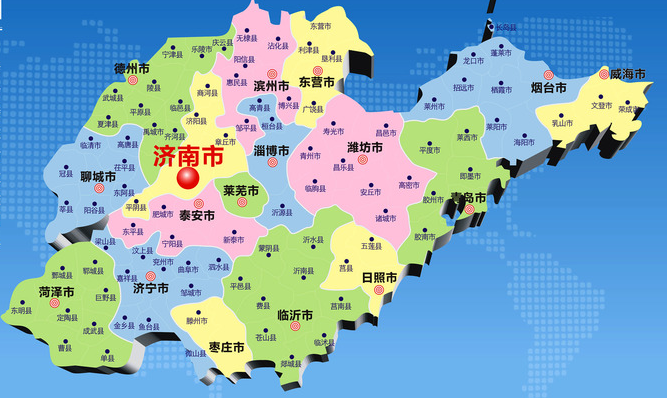 长岛县
东营市
无棣县
沾化县
庆云县
乐陵市
宁津县
利津县
垦利县
阳信县
蓬莱市
龙口市
德州市
滨州市
东营市
惠民县
烟台市
威海市
陵县
商河县
招远市
栖霞市
武城县
临邑县
高青县
博兴县
广饶县
莱州市
文登市
荣成市
平原县
济阳县
夏津县
禹城市
齐河县
邹平县
桓台县
寿光市
昌邑市
莱阳市
乳山市
临清市
高唐县
章丘市
莱西市
海阳市
济南市
淄博市
潍坊市
平度市
青州市
茌平县
冠县
聊城市
昌乐县
即墨市
莱芜市
临朐县
安丘市
高密市
东阿县
胶州市
青岛市
莘县
阳谷县
平阴县
肥城市
泰安市
沂源县
诸城市
东平县
新泰市
胶南市
梁山县
汶上县
宁阳县
蒙阴县
沂水县
五莲县
兖州市
曲阜市
泗水县
鄄城县
郓城县
嘉祥县
沂南县
莒县
日照市
菏泽市
巨野县
济宁市
邹城市
平邑县
东明县
定陶县
费县
临沂市
莒南县
金乡县
鱼台县
滕州市
成武县
苍山县
曹县
单县
微山县
枣庄市
临沭县
郯城县